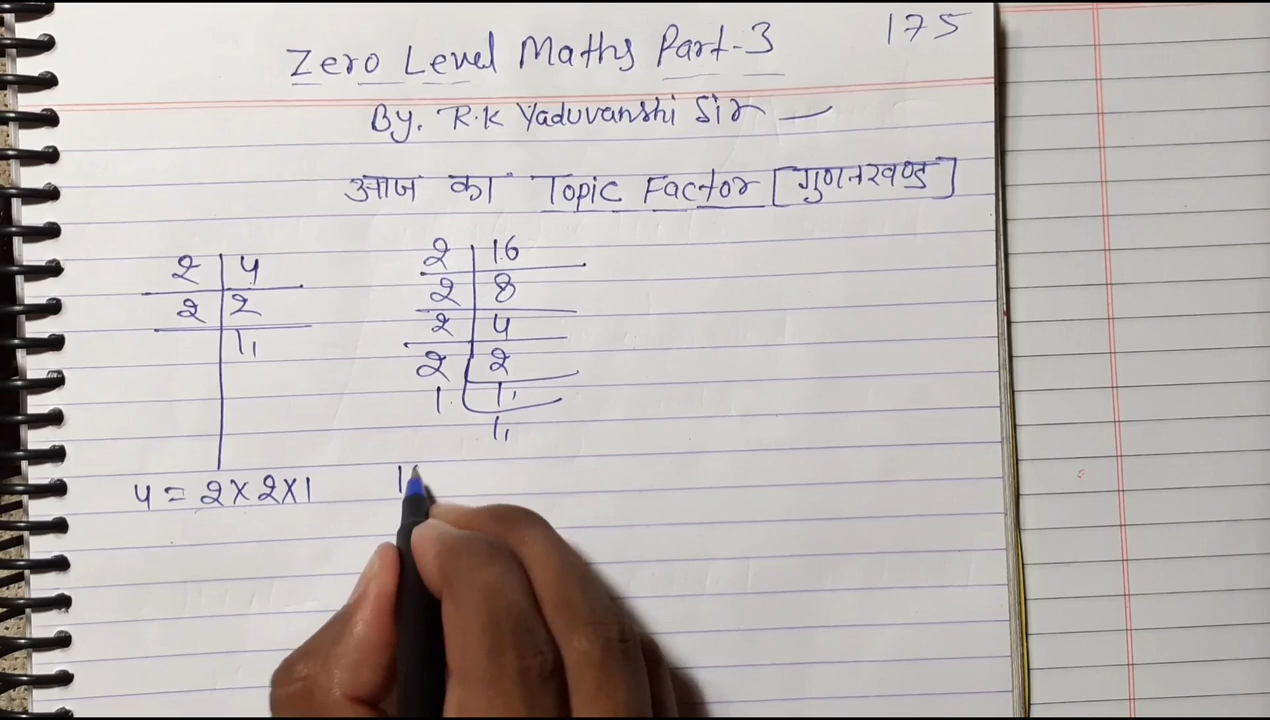 175
Zero Level Maths Part-3
By. R.K Yaduvanshi Sir
आज का Topic Factor [गुणनखण्ड]
2 | 4
2 | 2
1
2 | 16
2 | 8
2 | 4
2 | 2
1 | 1
1
4 = 2×2×1
1